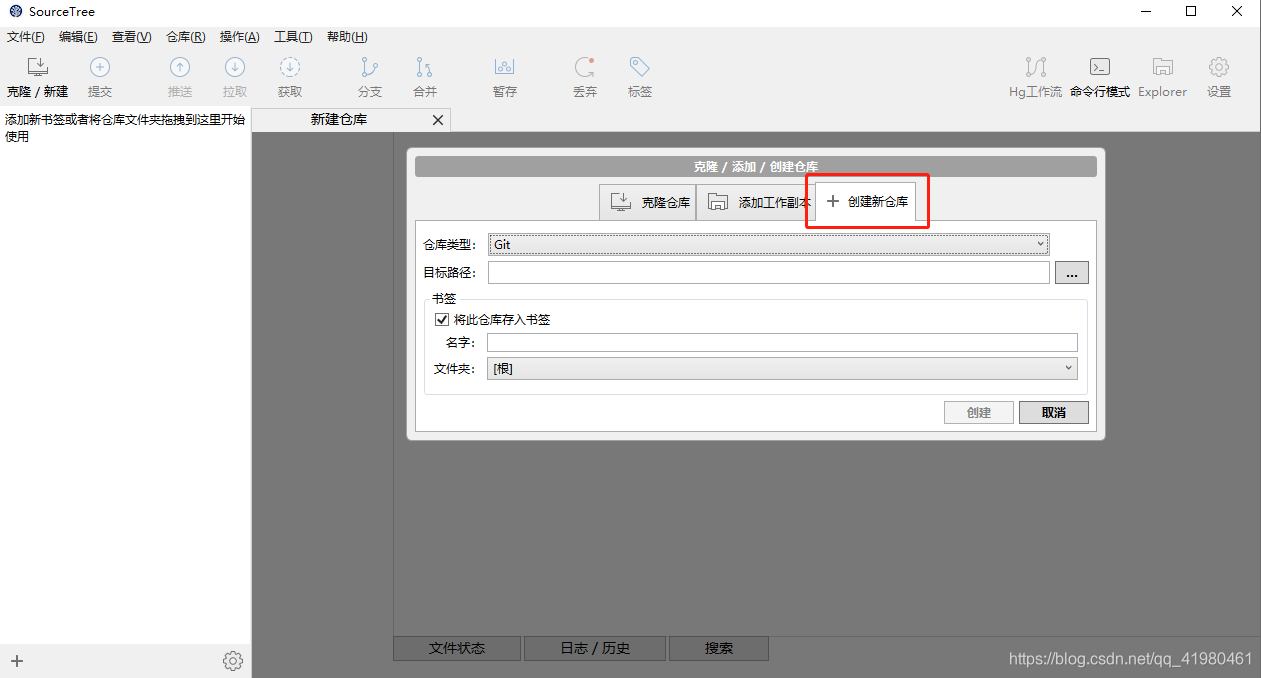 SourceTree
文件(F) 编辑(E) 查看(V) 仓库(R) 操作(A) 工具(T) 帮助(H)
克隆 / 新建 提交 推送 拉取 获取 分支 合并 暂存 丢弃 标签 Hg工作流 命令行模式 Explorer 设置
添加新书签或者将仓库文件夹拖拽到这里开始
使用
新建仓库
克隆 / 添加 / 创建仓库
克隆仓库 添加工作副本 创建新仓库
仓库类型: Git
目标路径: ...
书签
将此仓库存入书签
名字:
文件夹: [根]
创建 取消
文件状态 日志 / 历史 搜索
https://blog.csdn.net/qq_41980461